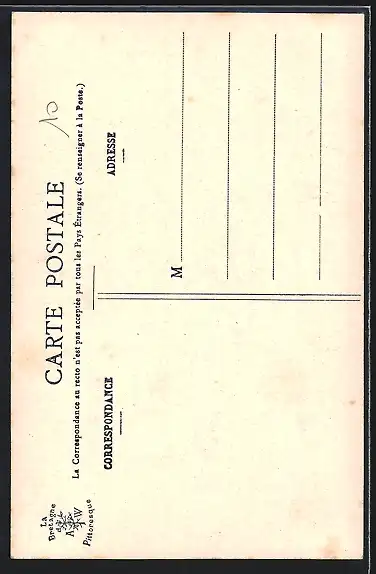 La
Bretagne
A W
Pittoresque
CARTE POSTALE
La Correspondance au recto n'est pas acceptée par tous les Pays Étrangers. (Se renseigner à la Poste.)
CORRESPONDANCE
ADRESSE
M